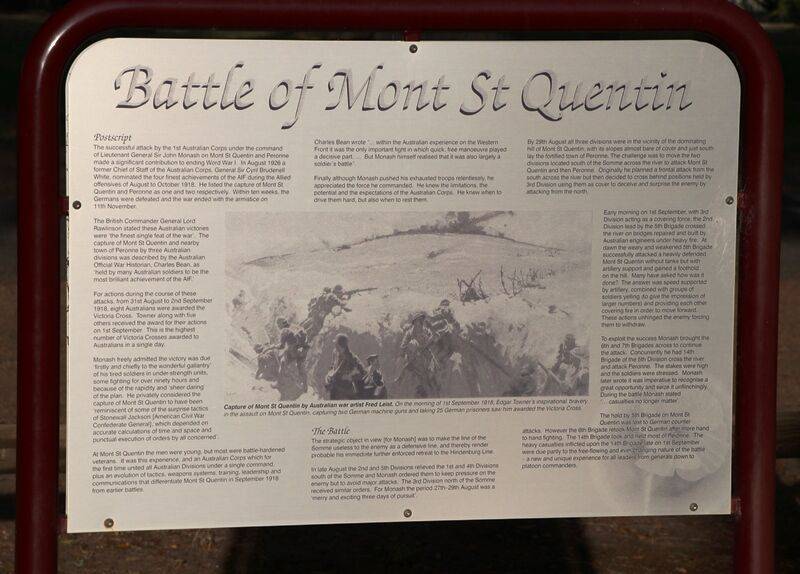 Battle of Mont St Quentin
Postscript
The successful attack by the 1st Australian Corps under the command
of Lieutenant General Sir John Monash on Mont St Quentin and Peronne
made a significant contribution to ending Word War I. In August 1926 a
former Chief of Staff of the Australian Corps, General Sir Cyril Brudenell
White, nominated the four finest achievements of the AIF during the Allied
offensives of August to October 1918. He listed the capture of Mont St
Quentin and Peronne as one and two respectively. Within ten weeks, the
Germans were defeated and the war ended with the armistice on
11th November.
The British Commander General Lord
Rawlinson stated these Australian victories
were 'the finest single feat of the war'. The
capture of Mont St Quentin and nearby
town of Peronne by three Australian
divisions was described by the Australian
Official War Historian, Charles Bean, as
'held by many Australian soldiers to be the
most brilliant achievement of the AIF.'
For actions during the course of these
attacks, from 31st August to 2nd September
1918, eight Australians were awarded the
Victoria Cross. Towner along with five
others received the award for their actions
on 1st September. This is the highest
number of Victoria Crosses awarded to
Australians in a single day.
Monash freely admitted the victory was due
'firstly and chiefly to the wonderful gallantry
of his tired soldiers in under-strength units,
some fighting for over ninety hours and
because of the rapidity and 'sheer daring
of the plan. He privately considered the
capture of Mont St Quentin to have been
'reminiscent of some of the surprise tactics
of Stonewall Jackson [American Civil War
Confederate General], which depended on
accurate calculations of time and space and
punctual execution of orders by all concerned'.
At Mont St Quentin the men were young, but most were battle-hardened
veterans. It was this experience, and an Australian Corps which for
the first time united all Australian Divisions under a single command,
plus an evolution of tactics, weapons systems, training, leadership and
communications that differentiate Mont St Quentin in September 1918
from earlier battles.
Charles Bean wrote "... within the Australian experience on the Western
Front it was the only important fight in which quick, free manoeuvre played
a decisive part. ... But Monash himself realised that it was also largely a
soldier's battle".
Finally although Monash pushed his exhausted troops relentlessly, he
appreciated the force he commanded. He knew the limitations, the
potential and the expectations of the Australian Corps. He knew when to
drive them hard, but also when to rest them.
Capture of Mont St Quentin by Australian war artist Fred Leist. On the morning of 1st September 1918, Edgar Towner's inspirational bravery
in the assault on Mont St Quentin, capturing two German machine guns and taking 25 German prisoners saw him awarded the Victoria Cross.
The Battle
The strategic object in view [for Monash] was to make the line of the
Somme useless to the enemy as a defensive line, and thereby render
probable his immediate further enforced retreat to the Hindenburg Line.
In late August the 2nd and 5th Divisions relieved the 1st and 4th Divisions
south of the Somme and Monash ordered them to keep pressure on the
enemy but to avoid major attacks. The 3rd Division north of the Somme
received similar orders. For Monash the period 27th-29th August was a
'merry and exciting three days of pursuit'.
By 29th August all three divisions were in the vicinity of the dominating
hill of Mont St Quentin, with its slopes almost bare of cover and just south
lay the fortified town of Peronne. The challenge was to move the two
divisions located south of the Somme across the river to attack Mont St
Quentin and then Peronne. Originally he planned a frontal attack from the
south across the river but then decided to cross behind positions held by
3rd Division using them as cover to deceive and surprise the enemy by
attacking from the north.
Early morning on 1st September, with 3rd
Division acting as a covering force, the 2nd
Division lead by the 5th Brigade crossed
the river on bridges repaired and built by
Australian engineers under heavy fire. At
dawn the weary and weakened 5th Brigade
successfully attacked a heavily defended
Mont St Quentin without tanks but with
artillery support and gained a foothold
on the hill. Many have asked how was it
done? The answer was speed supported
by artillery, combined with groups of
soldiers yelling (to give the impression of
larger numbers) and providing each other
covering fire in order to move forward.
These actions unhinged the enemy forcing
them to withdraw.
To exploit the success Monash brought the
6th and 7th Brigades across to continue
the attack. Concurrently he had 14th
Brigade of the 5th Division cross the river
and attack Peronne. The stakes were high
and the soldiers were stressed. Monash
later wrote it was imperative to recognise a
great opportunity and seize it unflinchingly.
During the battle Monash stated
'... casualties no longer matter'.
The hold by 5th Brigade on Mont St
Quentin was lost to German counter
attacks. However the 6th Brigade retook Mont St Quentin after more hand
to hand fighting. The 14th Brigade took and held most of Peronne. The
heavy casualties inflicted upon the 14th Brigade late on 1st September
were due partly to the free-flowing and ever changing nature of the battle
- a new and unique experience for all leaders from generals down to
platoon commanders.